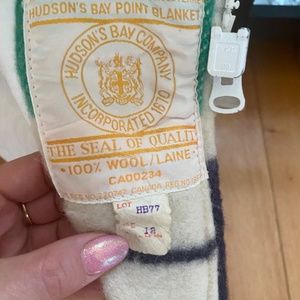 HUDSON'S BAY POINT BLANKET
HUDSON'S BAY COMPANY
INCORPORATED 1670
THE SEAL OF QUALITY
100% WOOL/LAINE
CA00234
LOT HB77
18